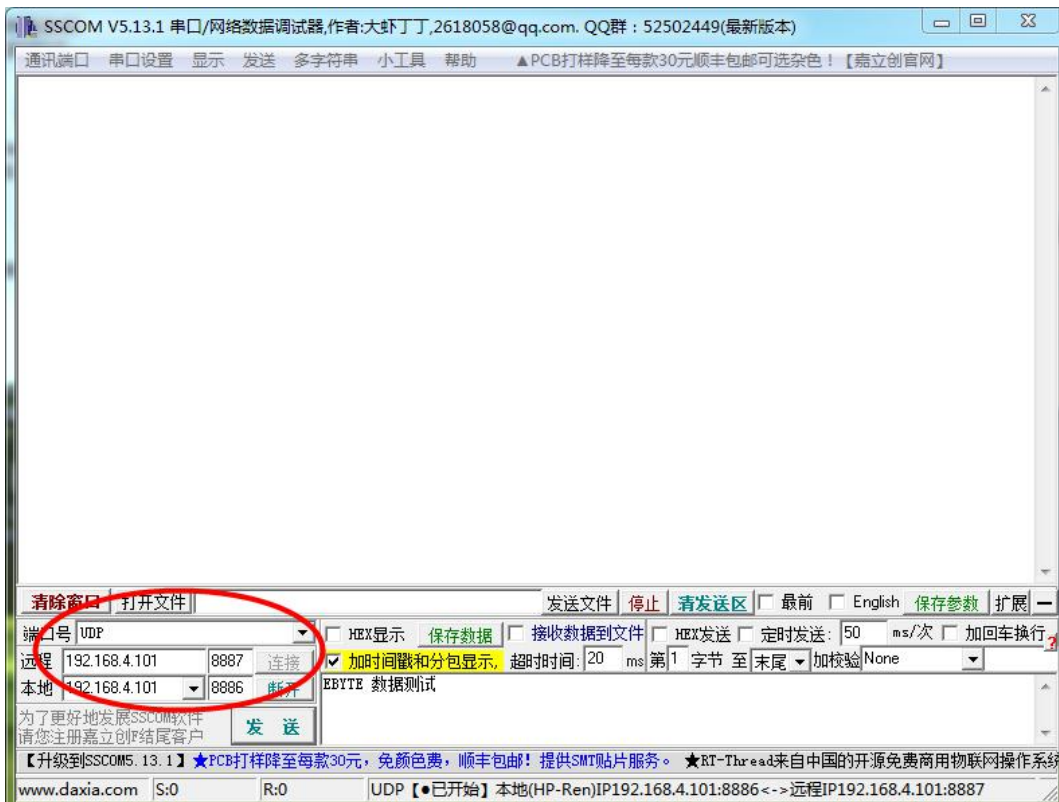 SSCOM V5.13.1 串口/网络数据调试器,作者:大虾丁丁,2618058@qq.com. QQ群：52502449(最新版本)
通讯端口 串口设置 显示 发送 多字符串 小工具 帮助 ▲PCB打样降至每款30元顺丰包邮可选杂色！【嘉立创官网】
清除窗口 打开文件 发送文件 停止 清发送区 最前 English 保存参数 扩展 —
端口号 UDP HEX显示 保存数据 接收数据到文件 HEX发送 定时发送: 50 ms/次 加回车换行 ?
远程 192.168.4.101 8887 连接 加时间戳和分包显示, 超时时间: 20 ms 第 1 字节 至 末尾 加校验 None
本地 192.168.4.101 8886 断开 EBYTE 数据测试
为了更好地发展SSCOM软件
请您注册嘉立创F结尾客户 发 送
【升级到SSCOM5.13.1】★PCB打样降至每款30元，免颜色费，顺丰包邮！提供SMT贴片服务。 ★RT-Thread来自中国的开源免费商用物联网操作系统
www.daxia.com S:0 R:0 UDP【●已开始】本地(HP-Ren)IP192.168.4.101:8886<->远程IP192.168.4.101:8887